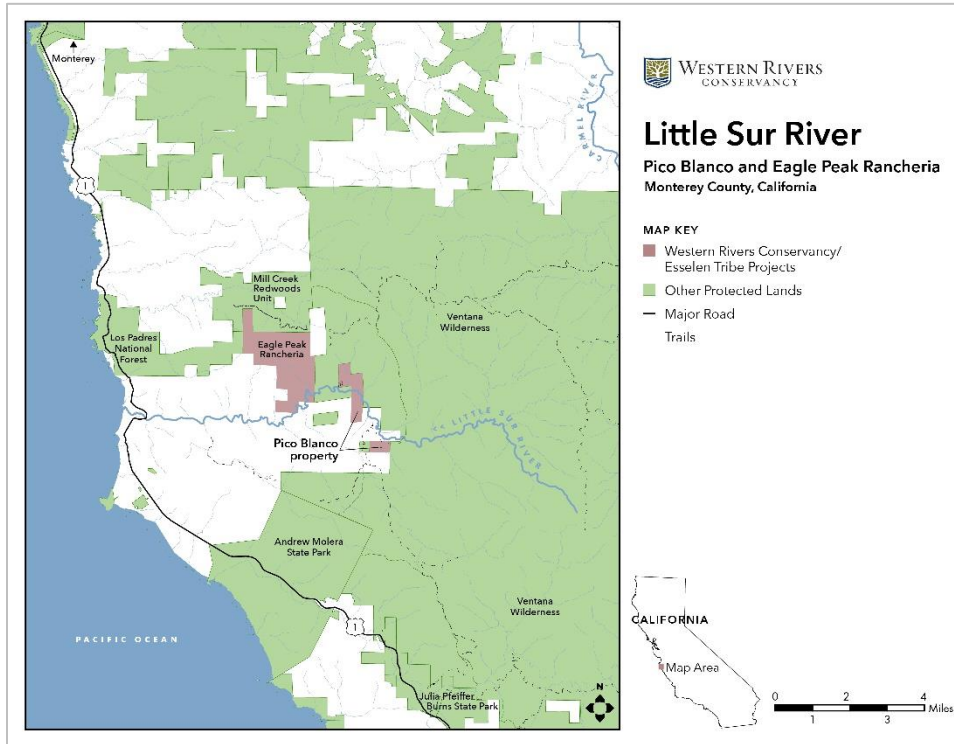 Monterey
1
CARMEL RIVER
Mill Creek
Redwoods
Unit
Ventana
Wilderness
Los Padres
National
Forest
Eagle Peak
Rancheria
LITTLE SUR RIVER
Pico Blanco
property
Andrew Molera
State Park
Ventana
Wilderness
PACIFIC OCEAN
1
Julia Pfeiffer
Burns State Park
N
WESTERN RIVERS
CONSERVANCY
Little Sur River
Pico Blanco and Eagle Peak Rancheria
Monterey County, California
MAP KEY
Western Rivers Conservancy/
Esselen Tribe Projects
Other Protected Lands
Major Road
Trails
CALIFORNIA
Map Area
0 2 4
Miles
1 3